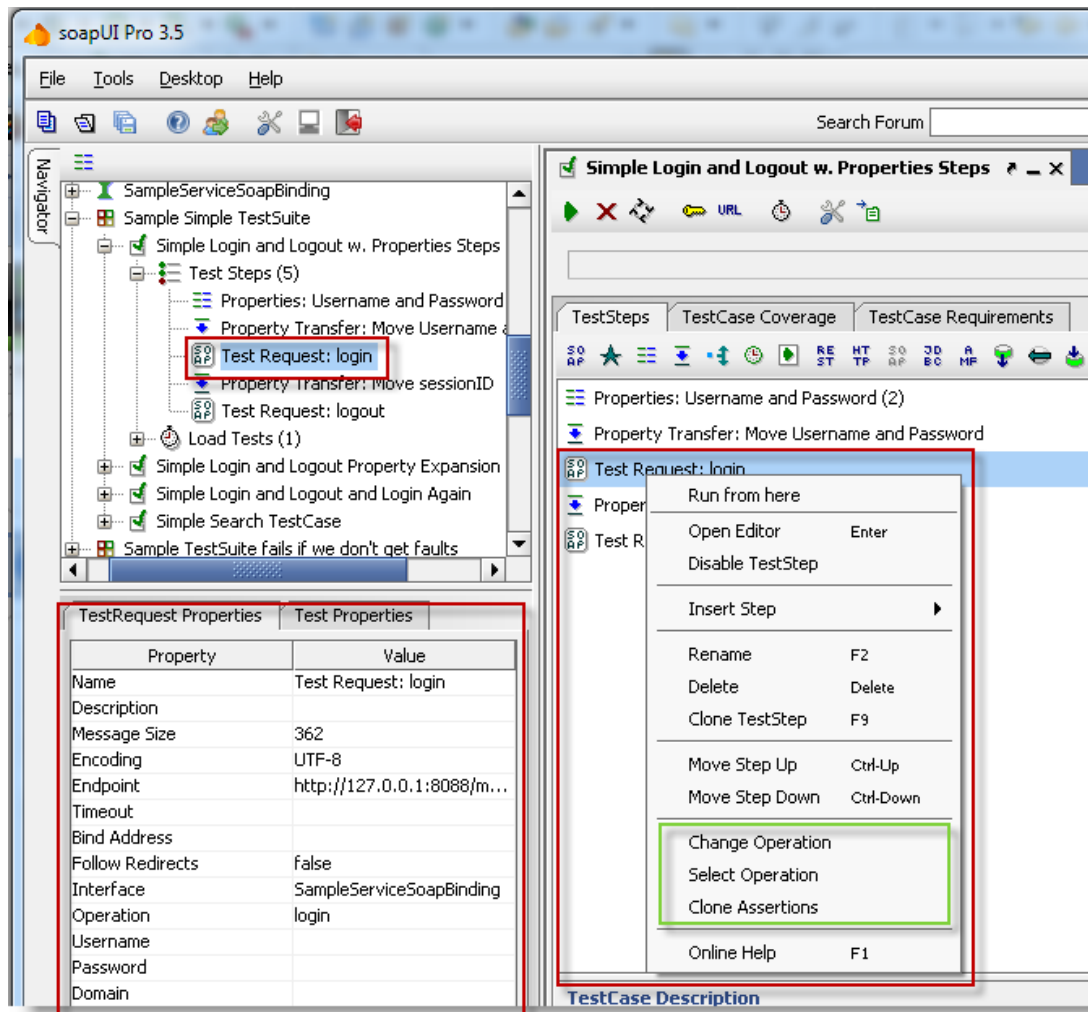 soapUI Pro 3.5
File Tools Desktop Help
Search Forum
Navigator
SampleServiceSoapBinding
Sample Simple TestSuite
Simple Login and Logout w. Properties Steps
Test Steps (5)
Properties: Username and Password
Property Transfer: Move Username
Test Request: login
Property Transfer: Move sessionID
Test Request: logout
Load Tests (1)
Simple Login and Logout Property Expansion
Simple Login and Logout and Login Again
Simple Search TestCase
Sample TestSuite fails if we don't get faults
TestRequest Properties Test Properties
Property Value
Name Test Request: login
Description
Message Size 362
Encoding UTF-8
Endpoint http://127.0.0.1:8088/m...
Timeout
Bind Address
Follow Redirects false
Interface SampleServiceSoapBinding
Operation login
Username
Password
Domain
Simple Login and Logout w. Properties Steps
URL
TestSteps TestCase Coverage TestCase Requirements
SOAP REST HTTP SOAP JDBC AMF
Properties: Username and Password (2)
Property Transfer: Move Username and Password
Test Request: login
Proper
Test R
Run from here
Open Editor Enter
Disable TestStep
Insert Step
Rename F2
Delete Delete
Clone TestStep F9
Move Step Up Ctrl-Up
Move Step Down Ctrl-Down
Change Operation
Select Operation
Clone Assertions
Online Help F1
TestCase Description